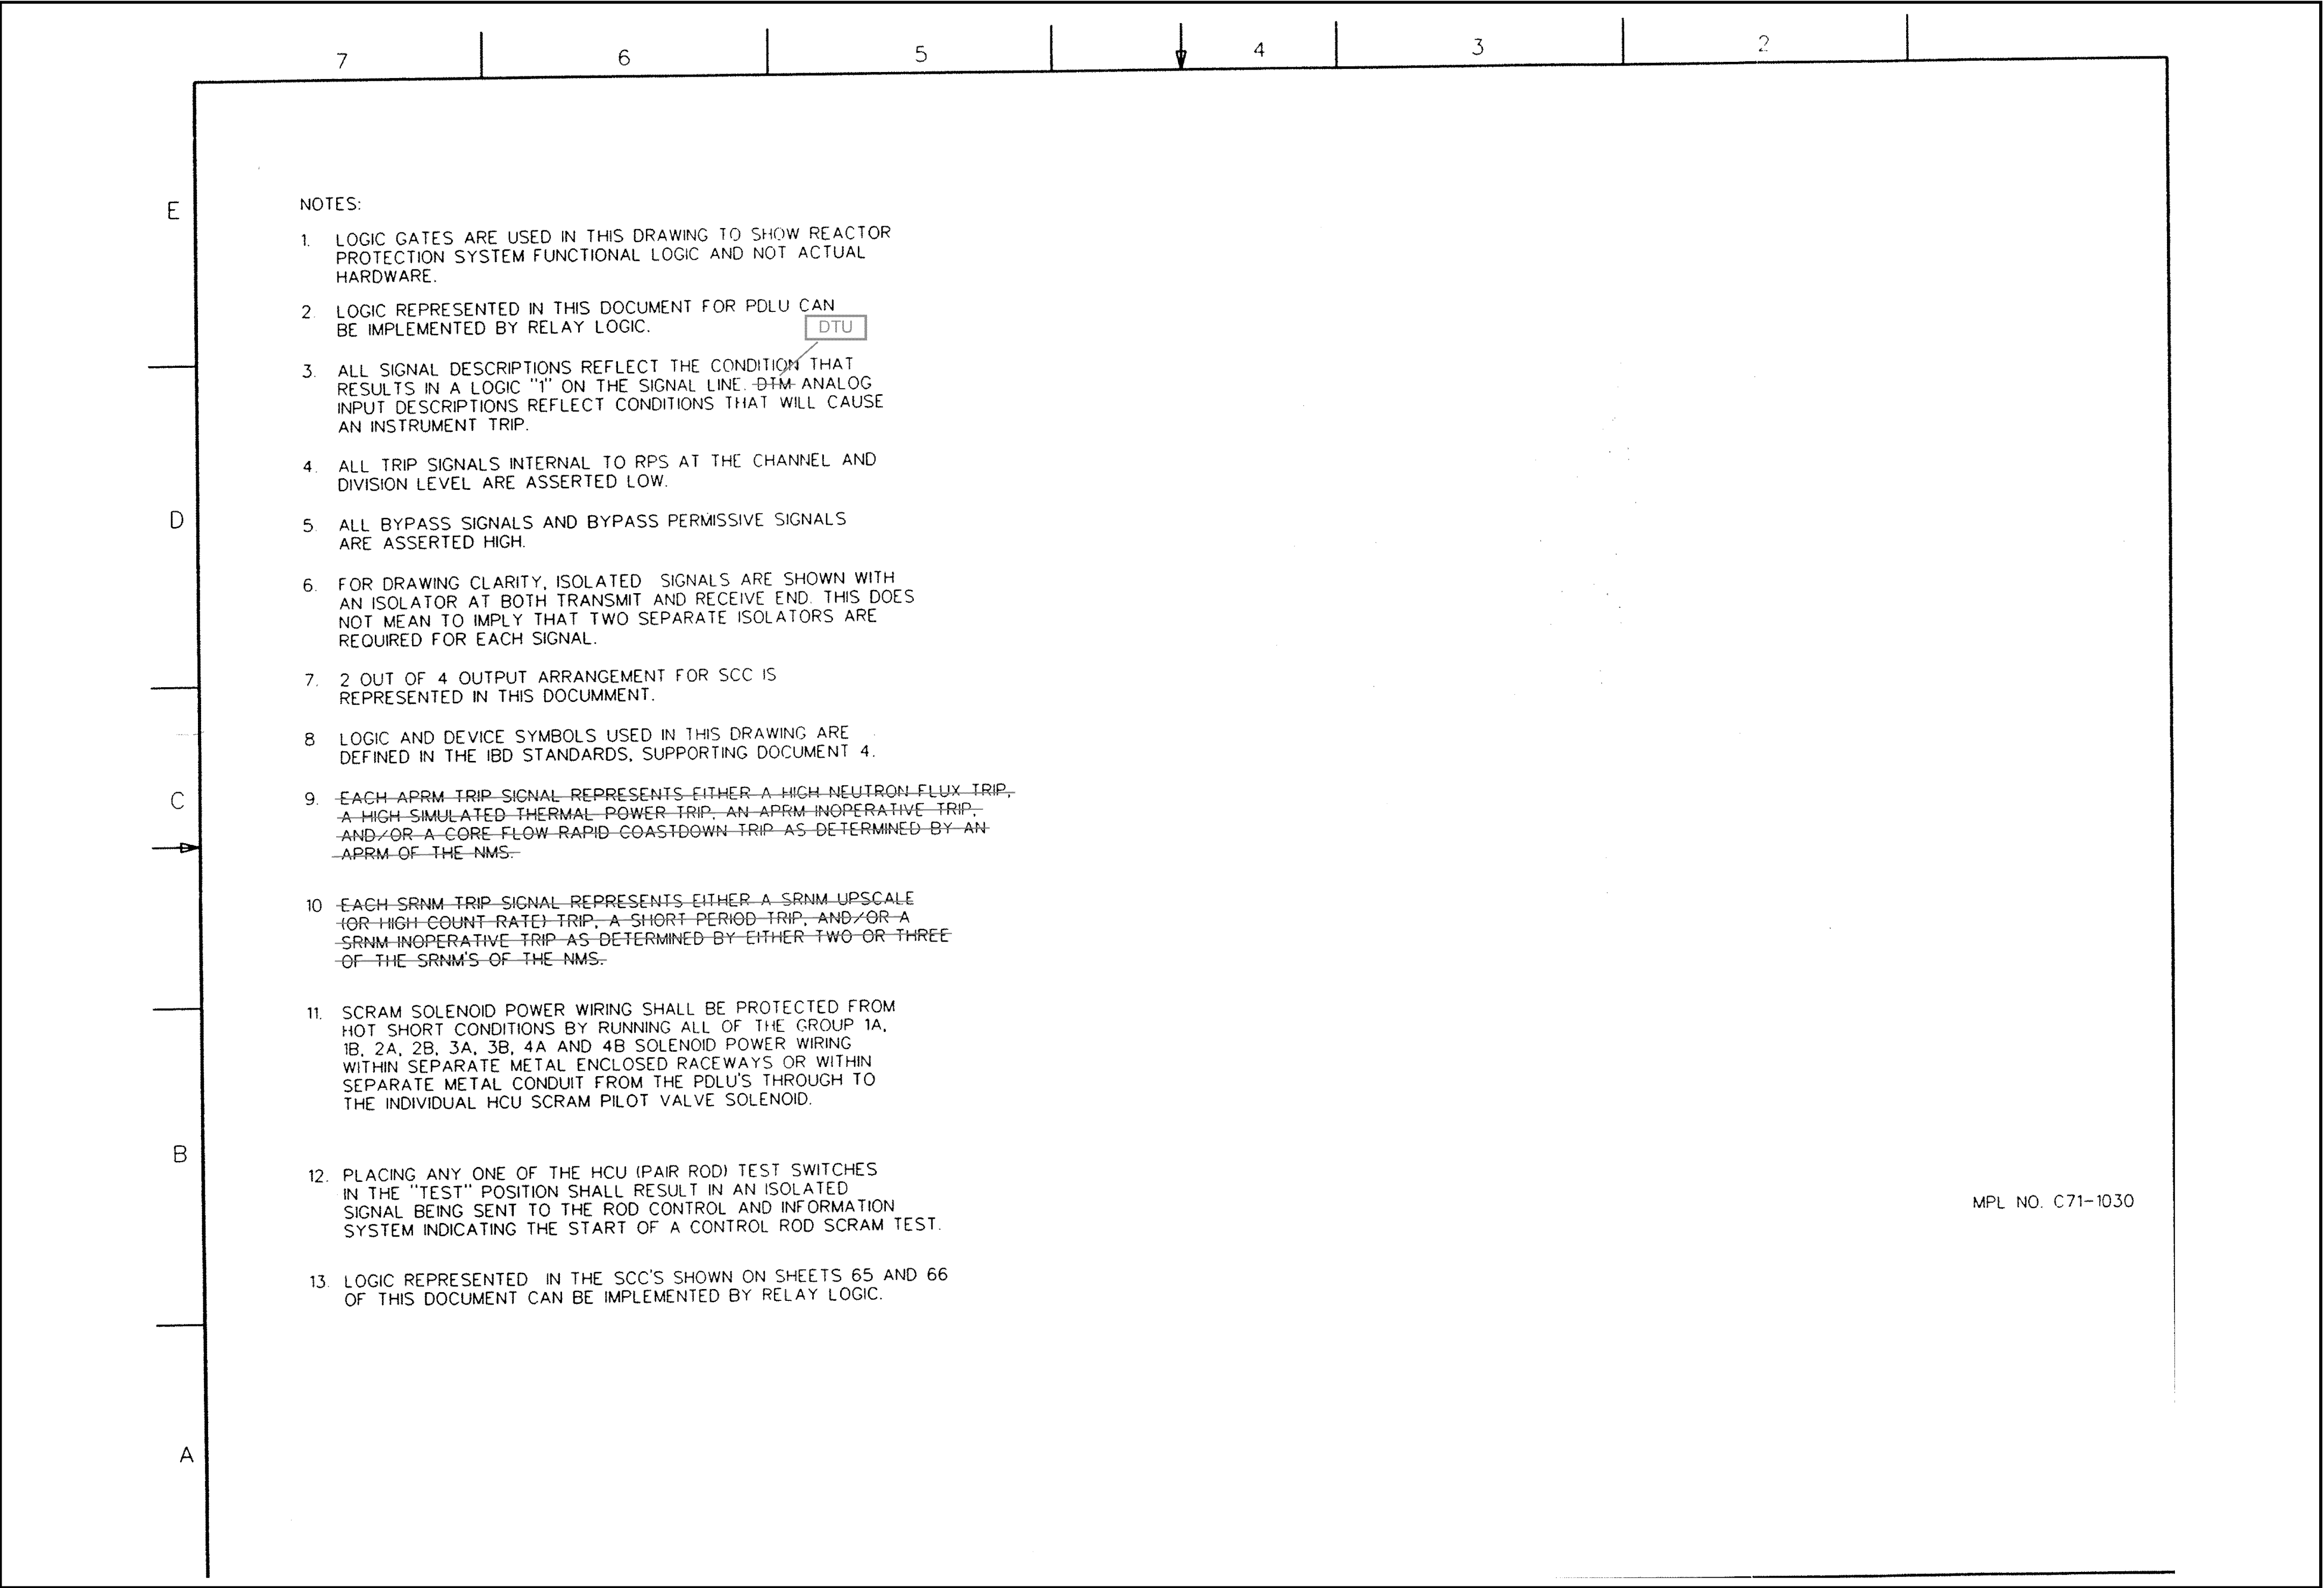 7 6 5 4 3 2
E
NOTES:
1. LOGIC GATES ARE USED IN THIS DRAWING TO SHOW REACTOR
PROTECTION SYSTEM FUNCTIONAL LOGIC AND NOT ACTUAL
HARDWARE.
2. LOGIC REPRESENTED IN THIS DOCUMENT FOR PDLU CAN
BE IMPLEMENTED BY RELAY LOGIC.
DTU
3. ALL SIGNAL DESCRIPTIONS REFLECT THE CONDITION THAT
RESULTS IN A LOGIC "1" ON THE SIGNAL LINE. DTM ANALOG
INPUT DESCRIPTIONS REFLECT CONDITIONS THAT WILL CAUSE
AN INSTRUMENT TRIP.
4. ALL TRIP SIGNALS INTERNAL TO RPS AT THE CHANNEL AND
DIVISION LEVEL ARE ASSERTED LOW.
D
5. ALL BYPASS SIGNALS AND BYPASS PERMISSIVE SIGNALS
ARE ASSERTED HIGH.
6. FOR DRAWING CLARITY, ISOLATED SIGNALS ARE SHOWN WITH
AN ISOLATOR AT BOTH TRANSMIT AND RECEIVE END. THIS DOES
NOT MEAN TO IMPLY THAT TWO SEPARATE ISOLATORS ARE
REQUIRED FOR EACH SIGNAL.
7. 2 OUT OF 4 OUTPUT ARRANGEMENT FOR SCC IS
REPRESENTED IN THIS DOCUMMENT.
8 LOGIC AND DEVICE SYMBOLS USED IN THIS DRAWING ARE
DEFINED IN THE IBD STANDARDS, SUPPORTING DOCUMENT 4.
C
9. EACH APRM TRIP SIGNAL REPRESENTS EITHER A HIGH NEUTRON FLUX TRIP,
A HIGH SIMULATED THERMAL POWER TRIP, AN APRM INOPERATIVE TRIP,
AND/OR A CORE FLOW RAPID COASTDOWN TRIP AS DETERMINED BY AN
APRM OF THE NMS.
10 EACH SRNM TRIP SIGNAL REPRESENTS EITHER A SRNM UPSCALE
(OR HIGH COUNT RATE) TRIP, A SHORT PERIOD TRIP, AND/OR A
SRNM INOPERATIVE TRIP AS DETERMINED BY EITHER TWO OR THREE
OF THE SRNM'S OF THE NMS.
11. SCRAM SOLENOID POWER WIRING SHALL BE PROTECTED FROM
HOT SHORT CONDITIONS BY RUNNING ALL OF THE GROUP 1A,
1B, 2A, 2B, 3A, 3B, 4A AND 4B SOLENOID POWER WIRING
WITHIN SEPARATE METAL ENCLOSED RACEWAYS OR WITHIN
SEPARATE METAL CONDUIT FROM THE PDLU'S THROUGH TO
THE INDIVIDUAL HCU SCRAM PILOT VALVE SOLENOID.
B
12. PLACING ANY ONE OF THE HCU (PAIR ROD) TEST SWITCHES
IN THE "TEST" POSITION SHALL RESULT IN AN ISOLATED
SIGNAL BEING SENT TO THE ROD CONTROL AND INFORMATION
SYSTEM INDICATING THE START OF A CONTROL ROD SCRAM TEST.
MPL NO. C71-1030
13. LOGIC REPRESENTED IN THE SCC'S SHOWN ON SHEETS 65 AND 66
OF THIS DOCUMENT CAN BE IMPLEMENTED BY RELAY LOGIC.
A